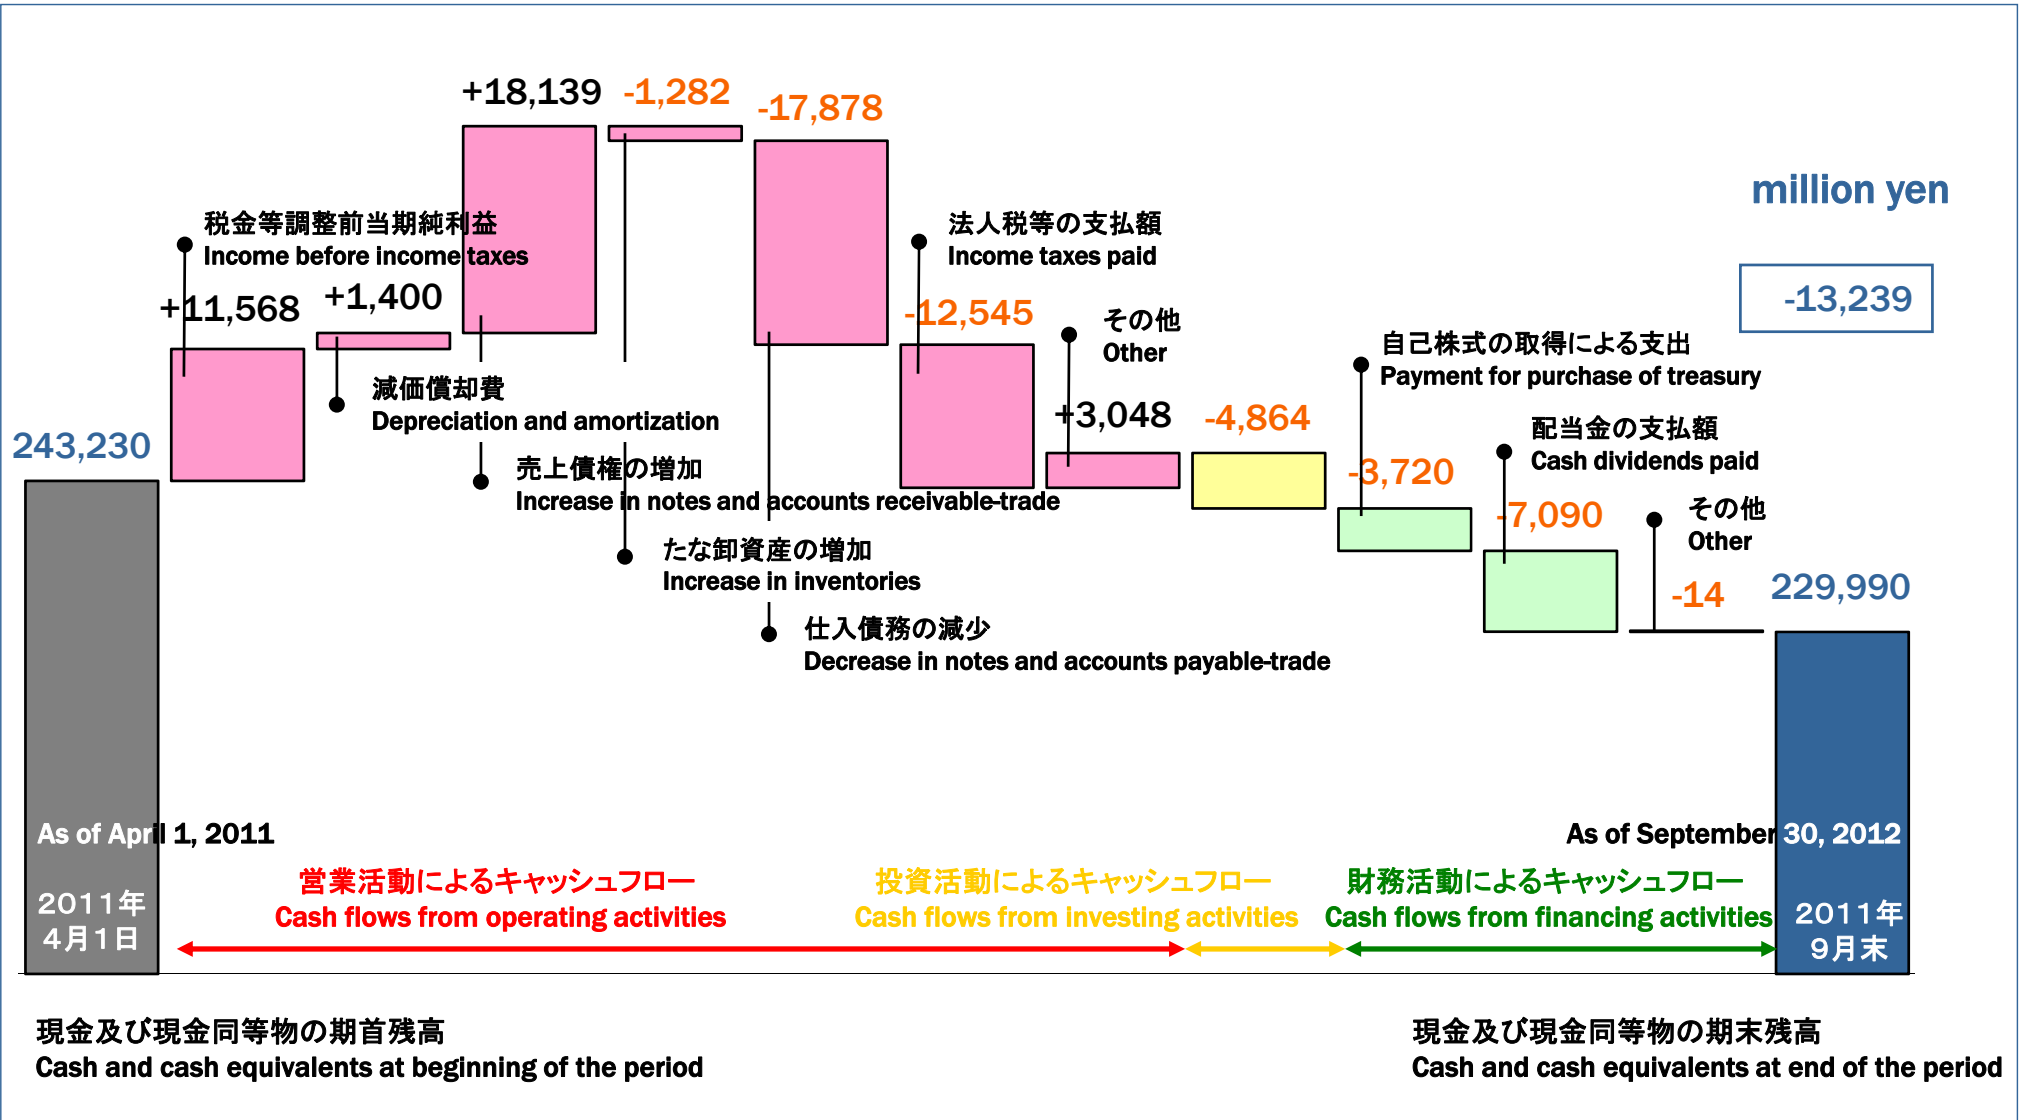 +18,139
-1,282
-17,878
million yen
税金等調整前当期純利益
Income before income taxes
法人税等の支払額
Income taxes paid
+11,568
+1,400
-12,545
その他
Other
-13,239
自己株式の取得による支出
Payment for purchase of treasury
減価償却費
Depreciation and amortization
+3,048
-4,864
配当金の支払額
Cash dividends paid
243,230
売上債権の増加
Increase in notes and accounts receivable-trade
-3,720
-7,090
その他
Other
たな卸資産の増加
Increase in inventories
-14
229,990
仕入債務の減少
Decrease in notes and accounts payable-trade
As of April 1, 2011
As of September 30, 2012
営業活動によるキャッシュフロー
Cash flows from operating activities
投資活動によるキャッシュフロー
Cash flows from investing activities
財務活動によるキャッシュフロー
Cash flows from financing activities
2011年
4月1日
2011年
9月末
現金及び現金同等物の期首残高
Cash and cash equivalents at beginning of the period
現金及び現金同等物の期末残高
Cash and cash equivalents at end of the period